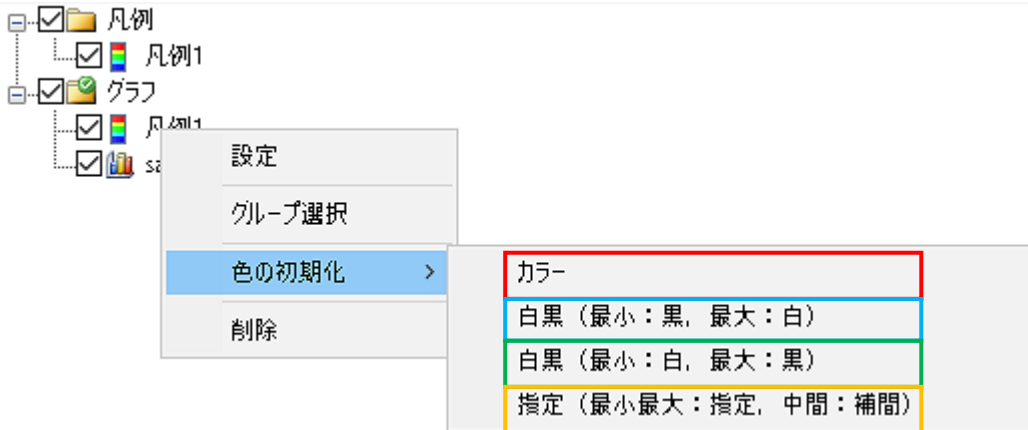 凡例
凡例1
グラフ
凡例1
設定
グループ選択
色の初期化
削除
カラー
白黒（最小：黒，最大：白）
白黒（最小：白，最大：黒）
指定（最小最大：指定，中間：補間）